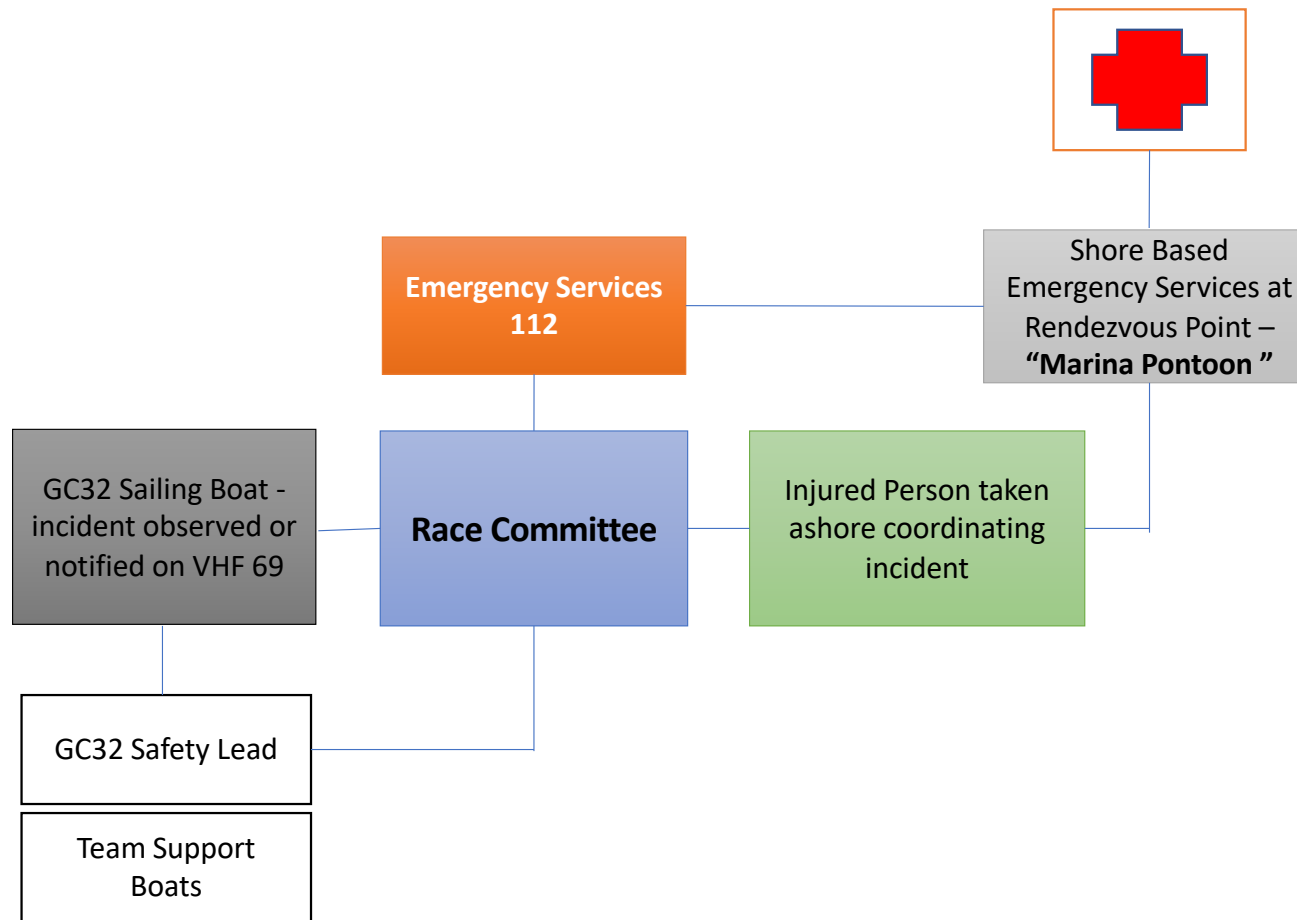 Emergency Services
112
Shore Based
Emergency Services at
Rendezvous Point –
“Marina Pontoon ”
GC32 Sailing Boat -
incident observed or
notified on VHF 69
Race Committee
Injured Person taken
ashore coordinating
incident
GC32 Safety Lead
Team Support
Boats